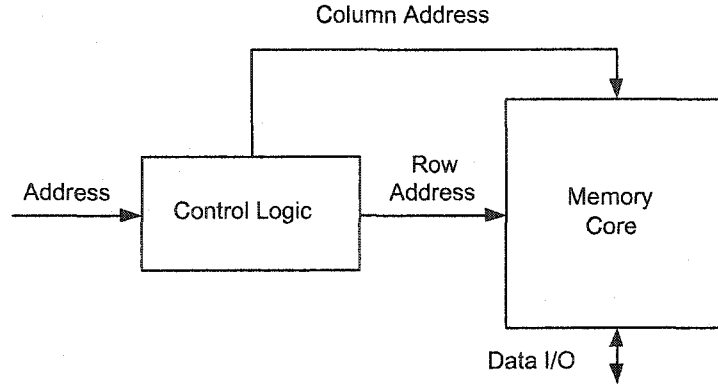 Column Address
Address
Control Logic
Row
Address
Memory
Core
Data I/O